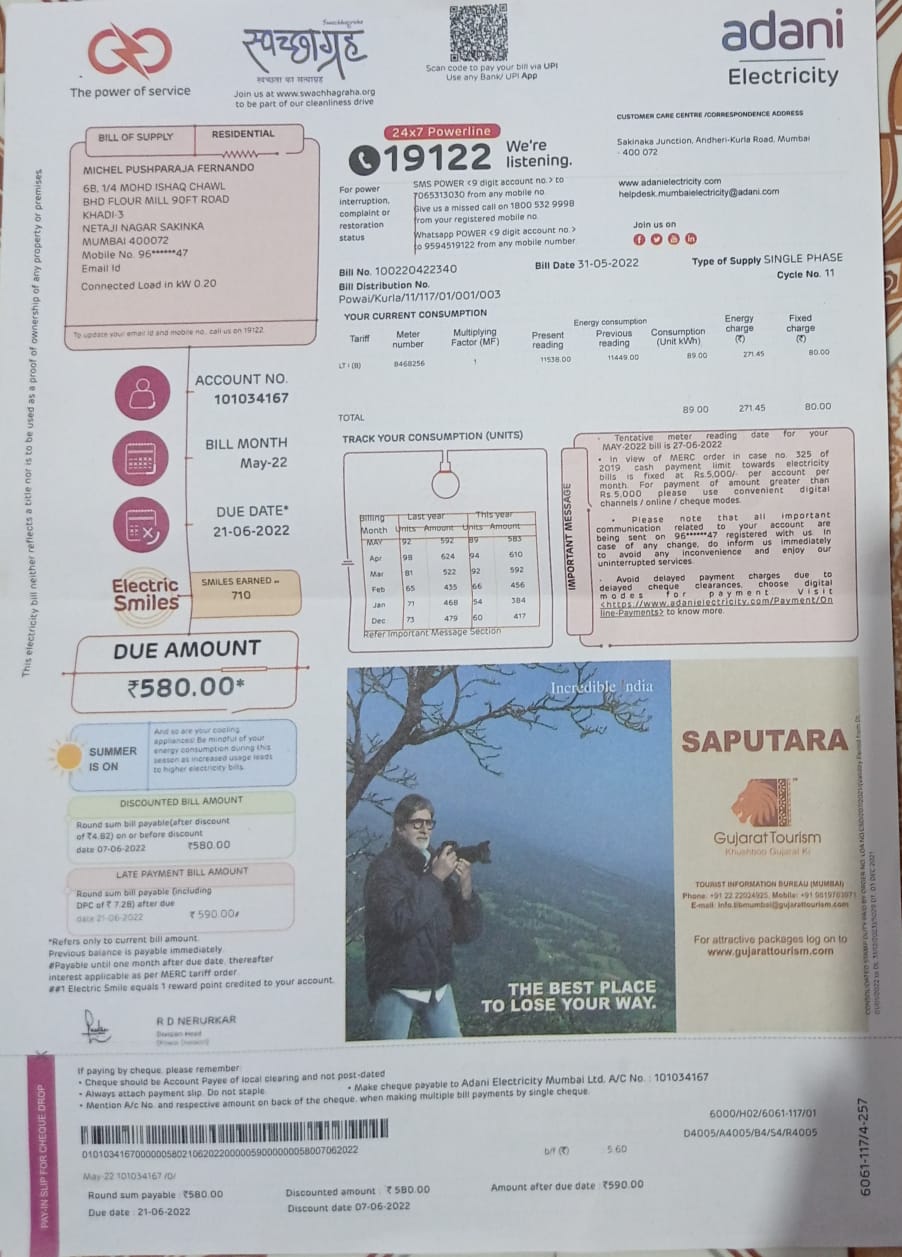 The power of service
Swachhagraha
स्वच्छाग्रह
स्वच्छता का सत्याग्रह
Join us at www.swachhagraha.org
to be part of our cleanliness drive
Scan code to pay your bill via UPI
Use any Bank/ UPI App
adani
Electricity
BILL OF SUPPLY
RESIDENTIAL
MICHEL PUSHPARAJA FERNANDO
6B, 1/4 MOHD ISHAQ CHAWL
BHD FLOUR MILL 90FT ROAD
KHADI-3
NETAJI NAGAR SAKINKA
MUMBAI 400072
Mobile No. 96******47
Email Id
Connected Load in kW 0.20
To update your email id and mobile no., call us on 19122.
24x7 Powerline
19122 We're listening.
For power
interruption,
complaint or
restoration
status
SMS POWER <9 digit account no.> to
7065313030 from any mobile no.
Give us a missed call on 1800 532 9998
from your registered mobile no.
Whatsapp POWER <9 digit account no.>
to 9594519122 from any mobile number
CUSTOMER CARE CENTRE /CORRESPONDENCE ADDRESS
Sakinaka Junction, Andheri-Kurla Road, Mumbai
- 400 072
www.adanielectricity.com
helpdesk.mumbaielectricity@adani.com
Join us on
Bill No. 100220422340
Bill Date 31-05-2022
Type of Supply SINGLE PHASE
Cycle No. 11
Bill Distribution No.
Powai/Kurla/11/117/01/001/003
YOUR CURRENT CONSUMPTION
Energy consumption
Tariff Meter number Multiplying Factor (MF) Present reading Previous reading Consumption (Unit kWh) Energy charge (₹) Fixed charge (₹)
LT I (B) 8468256 1 11538.00 11449.00 89.00 271.45 80.00
TOTAL 89.00 271.45 80.00
ACCOUNT NO.
101034167
BILL MONTH
May-22
DUE DATE*
21-06-2022
Electric
Smiles
SMILES EARNED ##
710
DUE AMOUNT
₹580.00*
TRACK YOUR CONSUMPTION (UNITS)
Billing Last year This year
Month Units Amount Units Amount
MAY 92 592 89 583
Apr 98 624 94 610
Mar 81 522 92 592
Feb 65 435 66 456
Jan 71 468 54 384
Dec 73 479 60 417
Refer Important Message Section
IMPORTANT MESSAGE
• Tentative meter reading date for your
MAY-2022 bill is 27-06-2022
• In view of MERC order in case no. 325 of
2019 cash payment limit towards electricity
bills is fixed at Rs.5,000/- per account per
month. For payment of amount greater than
Rs.5,000 please use convenient digital
channels / online / cheque modes.
• Please note that all important
communication related to your account are
being sent on 96******47 registered with us. In
case of any change, do inform us immediately
to avoid any inconvenience and enjoy our
uninterrupted services.
• Avoid delayed payment charges due to
delayed cheque clearances, choose digital
modes for payment. Visit
<https://www.adanielectricity.com/Payment/On
line-Payments> to know more.
SUMMER
IS ON
And so are your cooling
appliances! Be mindful of your
energy consumption during this
season as increased usage leads
to higher electricity bills.
DISCOUNTED BILL AMOUNT
Round sum bill payable(after discount
of ₹4.82) on or before discount
date 07-06-2022 ₹580.00
LATE PAYMENT BILL AMOUNT
Round sum bill payable (including
DPC of ₹ 7.28) after due
date 21-06-2022 ₹ 590.00#
*Refers only to current bill amount.
Previous balance is payable immediately.
#Payable until one month after due date, thereafter
interest applicable as per MERC tariff order.
##1 Electric Smile equals 1 reward point credited to your account.
R D NERURKAR
Division Head
Incredible !ndia
THE BEST PLACE
TO LOSE YOUR WAY.
SAPUTARA
Gujarat Tourism
Khushboo Gujarat Ki
TOURIST INFORMATION BUREAU (MUMBAI)
Phone: +91 22 22024925, Mobile: +91 9819763971
E-mail: info.tibmumbai@gujarattourism.com
For attractive packages log on to
www.gujarattourism.com
This electricity bill neither reflects a title nor is to be used as a proof of ownership of any property or premises.
PAY-IN SLIP FOR CHEQUE DROP
If paying by cheque, please remember
• Cheque should be Account Payee of local clearing and not post-dated
• Always attach payment slip. Do not staple. • Make cheque payable to Adani Electricity Mumbai Ltd. A/C No. : 101034167
• Mention A/c No. and respective amount on back of the cheque, when making multiple bill payments by single cheque.
6000/H02/6061-117/01
D4005/A4005/B4/S4/R4005
6061-117/4-257
b/f (₹) 5.60
May-22 101034167 /0/
Round sum payable :₹580.00 Discounted amount : ₹ 580.00 Amount after due date :₹590.00
Due date : 21-06-2022 Discount date 07-06-2022